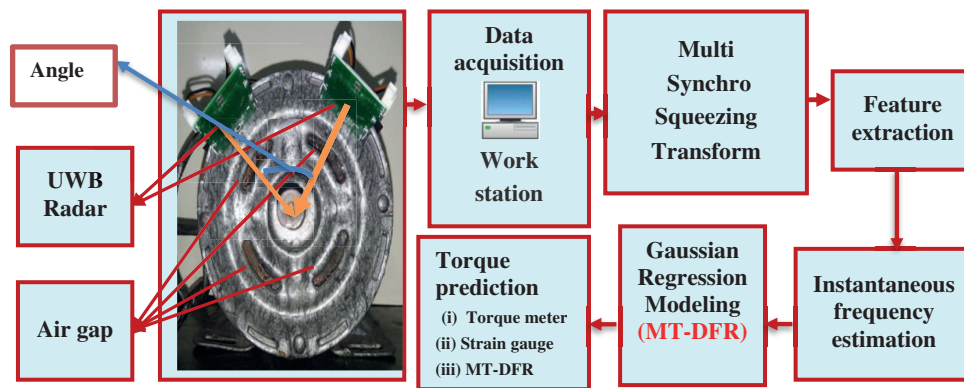 Angle
UWB
Radar
Air gap
Data
acquisition
Work
station
Multi
Synchro
Squeezing
Transform
Feature
extraction
Instantaneous
frequency
estimation
Gaussian
Regression
Modeling
(MT-DFR)
Torque
prediction
(i) Torque meter
(ii) Strain gauge
(iii) MT-DFR